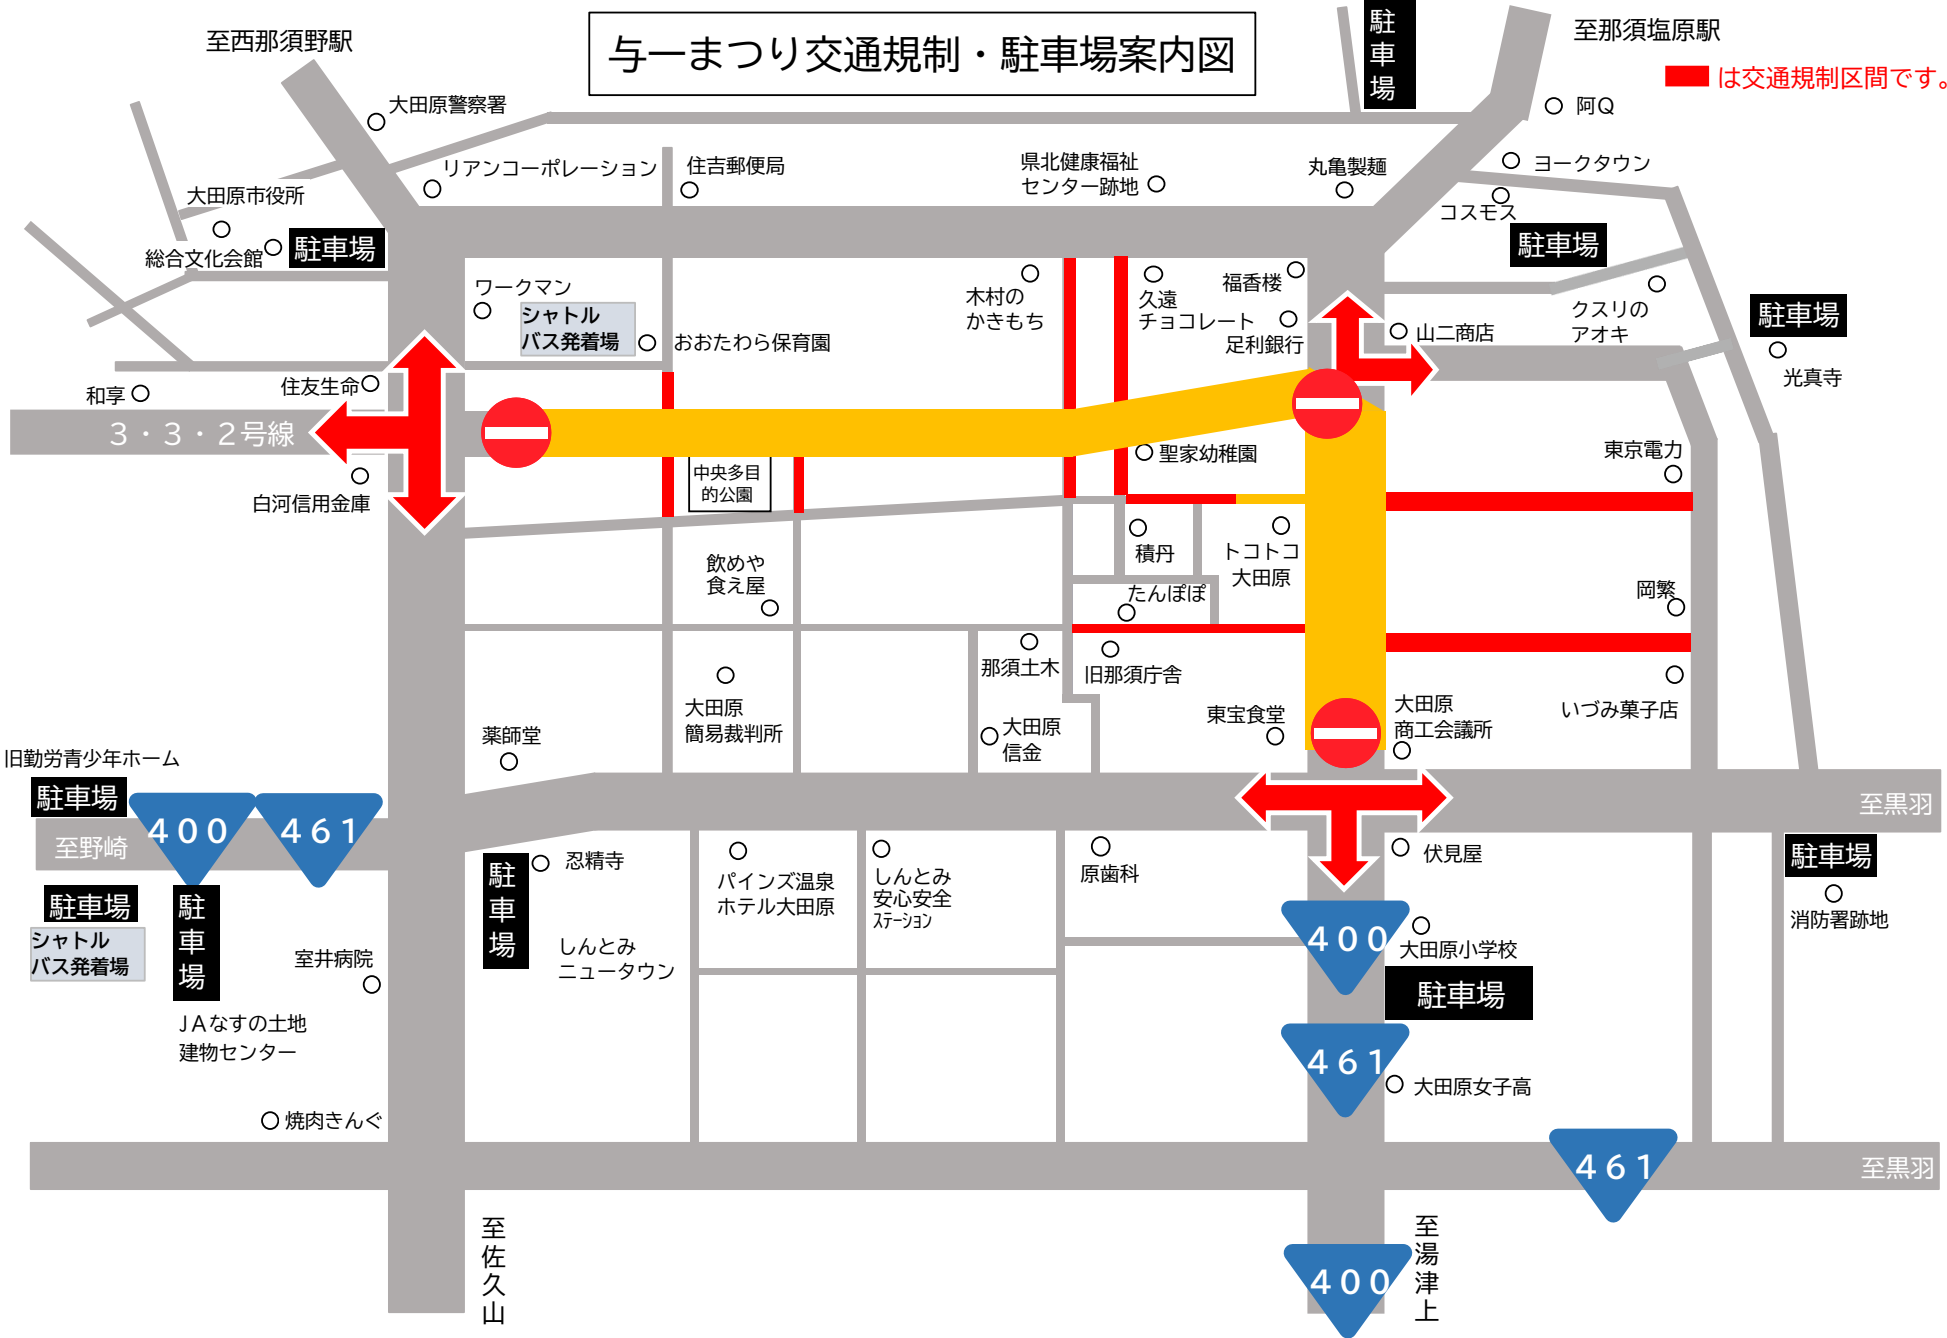 与一まつり交通規制・駐車場案内図
至西那須野駅
駐車場
至那須塩原駅
は交通規制区間です。
大田原警察署
阿Q
リアンコーポレーション
住吉郵便局
県北健康福祉
センター跡地
丸亀製麺
ヨークタウン
大田原市役所
コスモス
総合文化会館
駐車場
駐車場
ワークマン
シャトル
バス発着場
おおたわら保育園
木村の
かきもち
久遠
チョコレート
福香楼
足利銀行
山二商店
クスリの
アオキ
駐車場
光真寺
和享
住友生命
3・3・2号線
白河信用金庫
中央多目
的公園
聖家幼稚園
東京電力
飲めや
食え屋
積丹
トコトコ
大田原
たんぽぽ
岡繁
那須土木
旧那須庁舎
大田原
簡易裁判所
薬師堂
大田原
信金
東宝食堂
大田原
商工会議所
いづみ菓子店
旧勤労青少年ホーム
駐車場
400
461
至野崎
至黒羽
駐車場
忍精寺
パインズ温泉
ホテル大田原
しんとみ
安心安全
ステーション
原歯科
伏見屋
駐車場
消防署跡地
駐車場
シャトル
バス発着場
駐車場
室井病院
しんとみ
ニュータウン
400
大田原小学校
駐車場
JAなすの土地
建物センター
461
大田原女子高
焼肉きんぐ
461
至黒羽
至佐久山
至湯津上
400